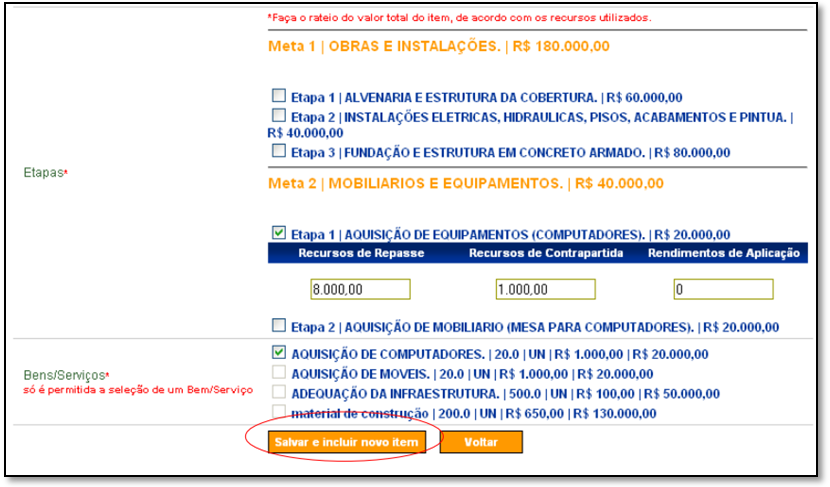 *Faça o rateio do valor total do item, de acordo com os recursos utilizados.
Meta 1 | OBRAS E INSTALAÇÕES. | R$ 180.000,00
Etapa 1 | ALVENARIA E ESTRUTURA DA COBERTURA. | R$ 60.000,00
Etapa 2 | INSTALAÇÕES ELETRICAS, HIDRAULICAS, PISOS, ACABAMENTOS E PINTUA. |
R$ 40.000,00
Etapa 3 | FUNDAÇÃO E ESTRUTURA EM CONCRETO ARMADO. | R$ 80.000,00
Etapas*
Meta 2 | MOBILIARIOS E EQUIPAMENTOS. | R$ 40.000,00
Etapa 1 | AQUISIÇÃO DE EQUIPAMENTOS (COMPUTADORES). | R$ 20.000,00
Recursos de Repasse Recursos de Contrapartida Rendimentos de Aplicação
8.000,00 1.000,00 0
Etapa 2 | AQUISIÇÃO DE MOBILIARIO (MESA PARA COMPUTADORES). | R$ 20.000,00
Bens/Serviços*
só é permitida a seleção de um Bem/Serviço
AQUISIÇÃO DE COMPUTADORES. | 20.0 | UN | R$ 1.000,00 | R$ 20.000,00
AQUISIÇÃO DE MOVEIS. | 20.0 | UN | R$ 1.000,00 | R$ 20.000,00
ADEQUAÇÃO DA INFRAESTRUTURA. | 500.0 | UN | R$ 100,00 | R$ 50.000,00
material de construção | 200.0 | UN | R$ 650,00 | R$ 130.000,00
Salvar e incluir novo item Voltar